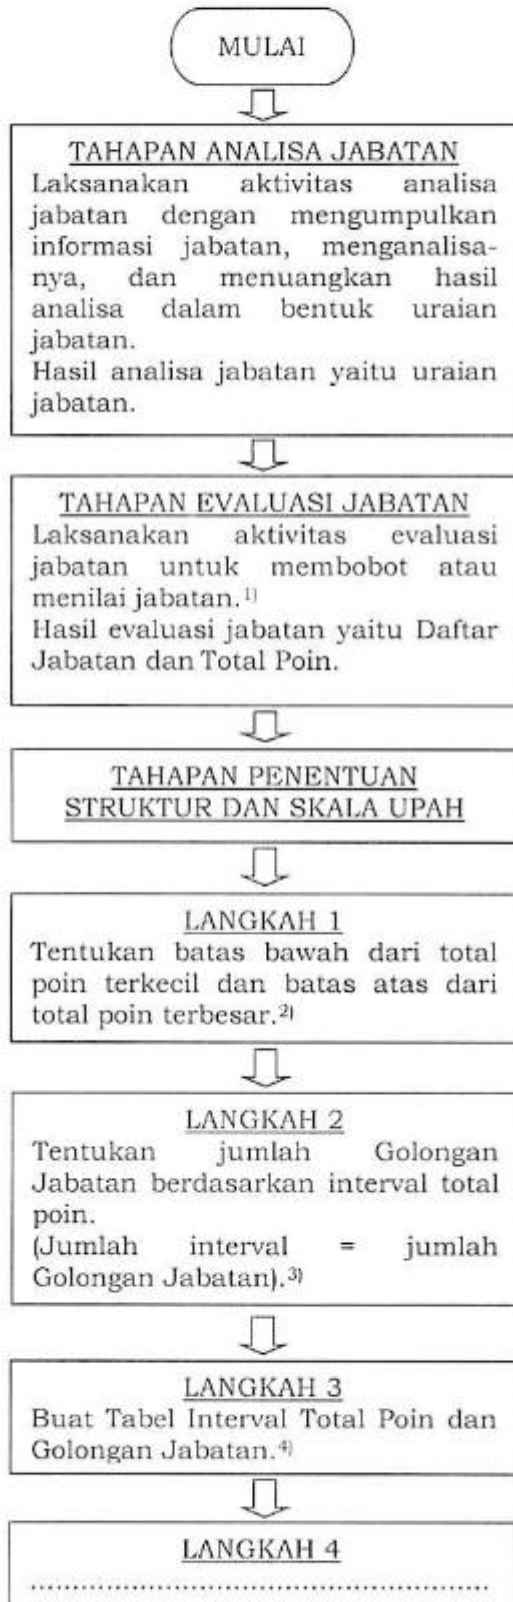 MULAI
TAHAPAN ANALISA JABATAN
Laksanakan aktivitas analisa
jabatan dengan mengumpulkan
informasi jabatan, menganalisa-
nya, dan menuangkan hasil
analisa dalam bentuk uraian
jabatan.
Hasil analisa jabatan yaitu uraian
jabatan.
TAHAPAN EVALUASI JABATAN
Laksanakan aktivitas evaluasi
jabatan untuk membobot atau
menilai jabatan.¹⁾
Hasil evaluasi jabatan yaitu Daftar
Jabatan dan Total Poin.
TAHAPAN PENENTUAN
STRUKTUR DAN SKALA UPAH
LANGKAH 1
Tentukan batas bawah dari total
poin terkecil dan batas atas dari
total poin terbesar.²⁾
LANGKAH 2
Tentukan jumlah Golongan
Jabatan berdasarkan interval total
poin.
(Jumlah interval = jumlah
Golongan Jabatan).³⁾
LANGKAH 3
Buat Tabel Interval Total Poin dan
Golongan Jabatan.⁴⁾
LANGKAH 4
..................................................